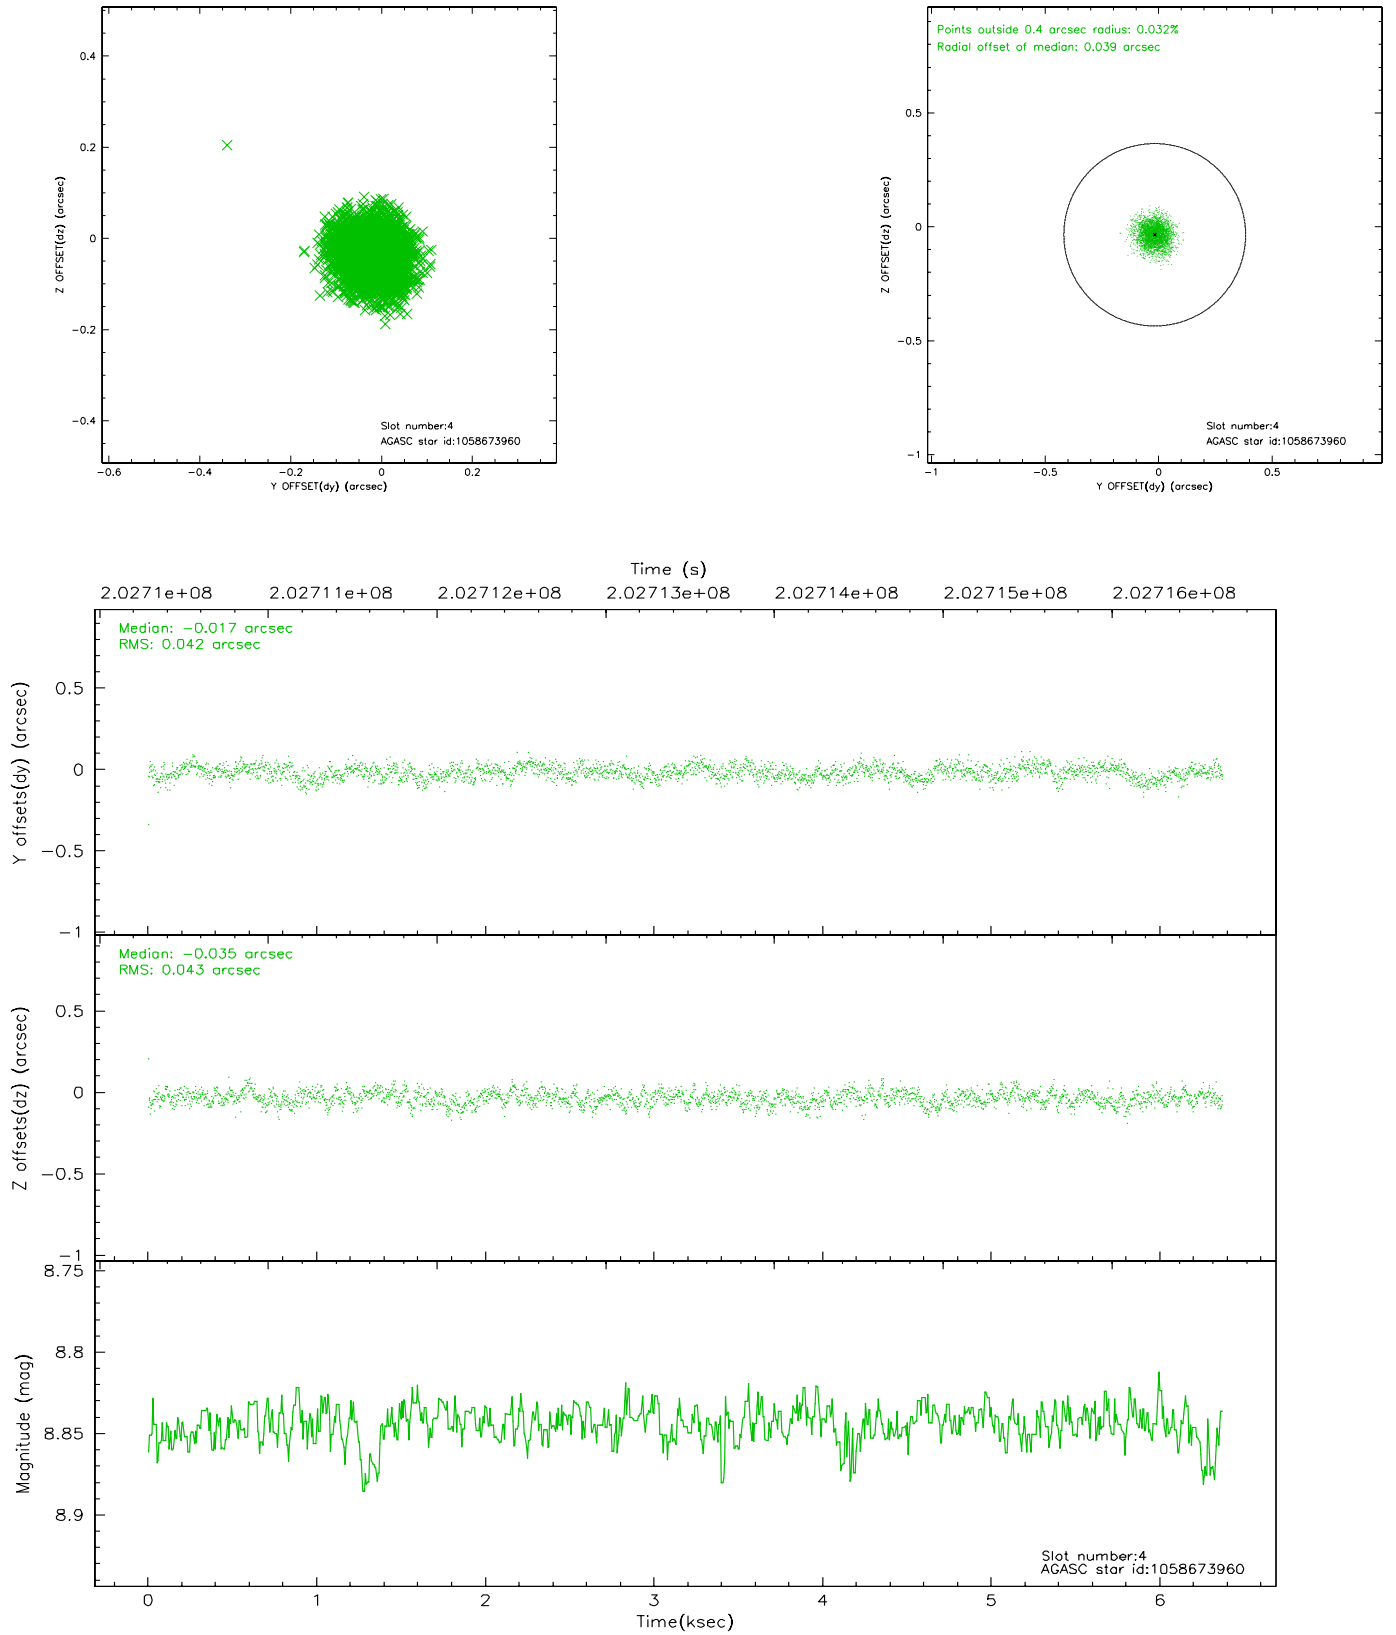 0.4
0.2
0
-0.2
-0.4
Z OFFSET(dz) (arcsec)
Slot number:4
AGASC star id:1058673960
-0.6 -0.4 -0.2 0 0.2
Y OFFSET(dy) (arcsec)
Points outside 0.4 arcsec radius: 0.032%
Radial offset of median: 0.039 arcsec
0.5
0
-0.5
-1
Z OFFSET(dz) (arcsec)
Slot number:4
AGASC star id:1058673960
-1 -0.5 0 0.5
Y OFFSET(dy) (arcsec)
Time (s)
2.0271e+08 2.02711e+08 2.02712e+08 2.02713e+08 2.02714e+08 2.02715e+08 2.02716e+08
Median: -0.017 arcsec
RMS: 0.042 arcsec
0.5
0
-0.5
-1
Y offsets(dy) (arcsec)
Median: -0.035 arcsec
RMS: 0.043 arcsec
0.5
0
-0.5
-1
Z offsets(dz) (arcsec)
8.75
8.8
8.85
8.9
Magnitude (mag)
Slot number:4
AGASC star id:1058673960
0 1 2 3 4 5 6
Time(ksec)